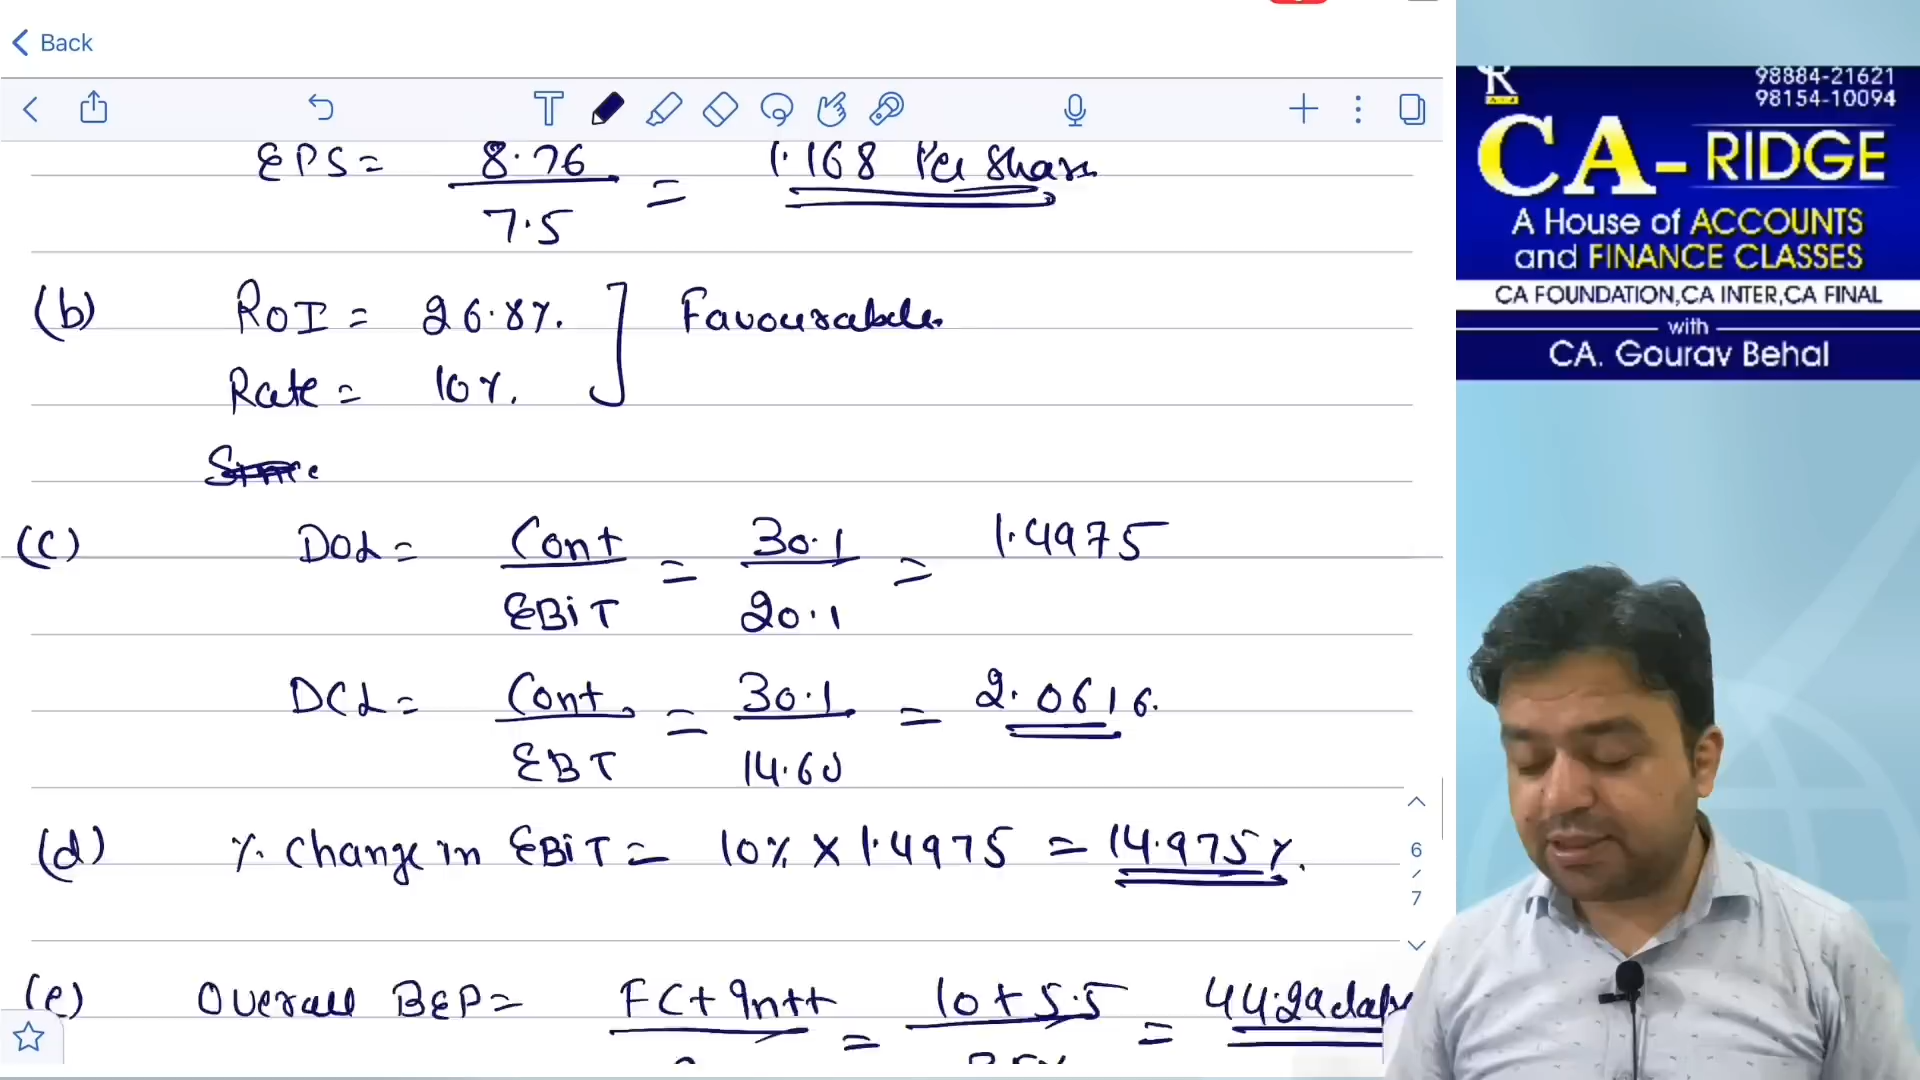 Back
EPS = 8.76 / 7.5 = 1.168 Per Share
(b) ROI = 26.8%. ] Favourable.
Rate = 10%.
(c) DOL = Cont / EBIT = 30.1 / 20.1 = 1.4975
DCL = Cont. / EBT = 30.1 / 14.60 = 2.0616.
(d) % Change in EBIT = 10% X 1.4975 = 14.975%.
(e) Overall BEP = FC + Intt = 10 + 5.5 =
6
/
7
98884-21621
98154-10094
CA- RIDGE
A House of ACCOUNTS
and FINANCE CLASSES
CA FOUNDATION,CA INTER,CA FINAL
with
CA. Gourav Behal